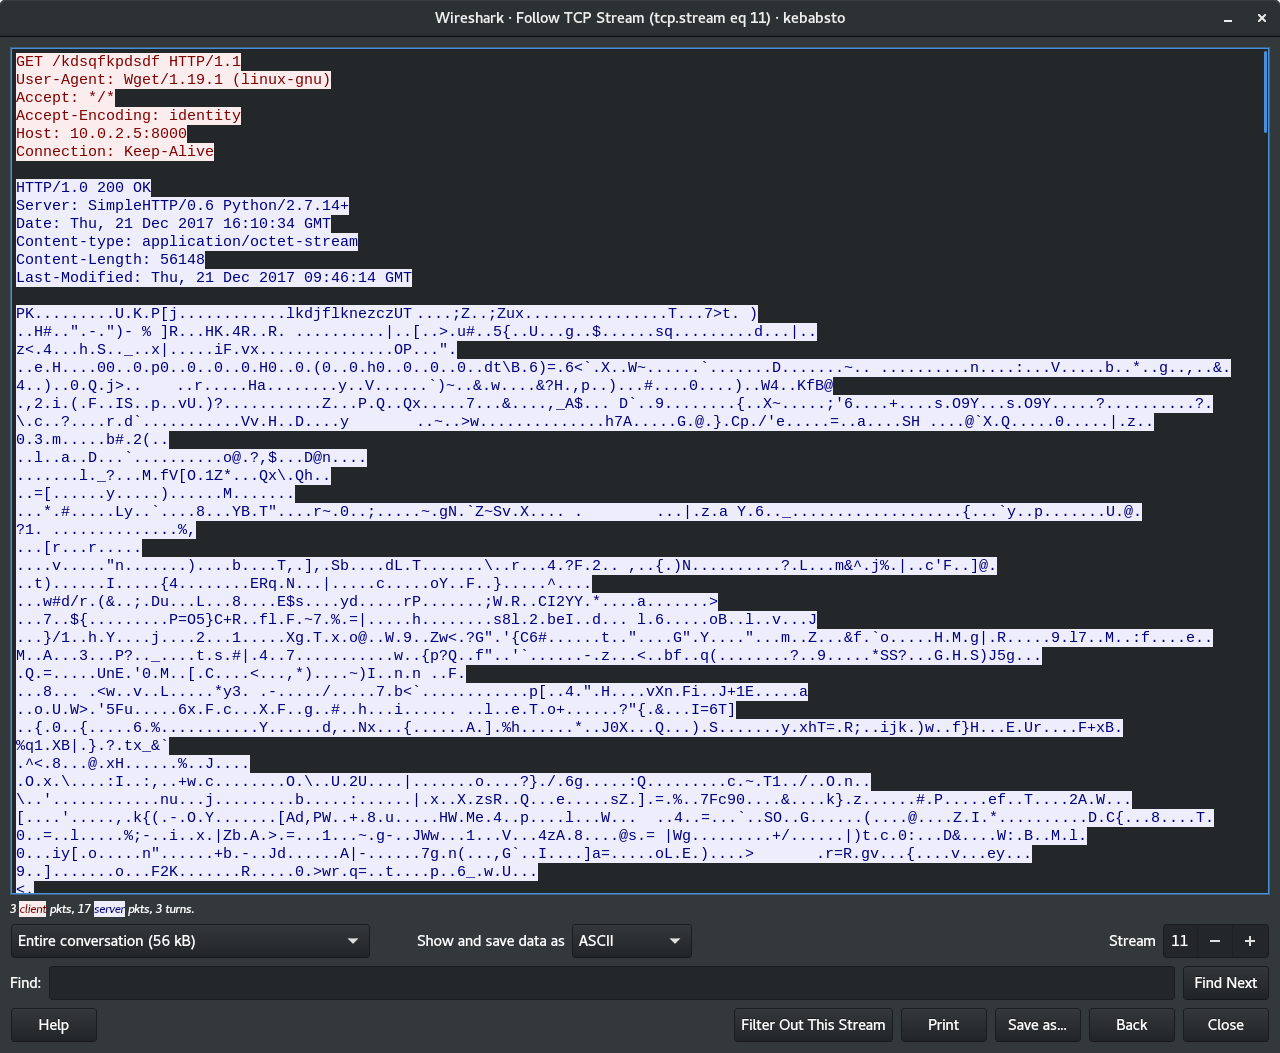 Wireshark · Follow TCP Stream (tcp.stream eq 11) · kebabsto
GET /kdsqfkpdsdf HTTP/1.1
User-Agent: Wget/1.19.1 (linux-gnu)
Accept: */*
Accept-Encoding: identity
Host: 10.0.2.5:8000
Connection: Keep-Alive
HTTP/1.0 200 OK
Server: SimpleHTTP/0.6 Python/2.7.14+
Date: Thu, 21 Dec 2017 16:10:34 GMT
Content-type: application/octet-stream
Content-Length: 56148
Last-Modified: Thu, 21 Dec 2017 09:46:14 GMT
PK.........U.K.P[j............lkdjflknezczUT ....;Z..;Zux................T...7>t. )
..H#..".-.")- % ]R...HK.4R..R. ..........|..[..>.u#..5{..U...g..$......sq.........d...|..
z<.4...h.S.._..x|.....iF.vx...............OP...".
..e.H....00..0.p0..0..0..0.H0..0.(0..0.h0..0..0..0..dt\B.6)=.6<`.X..W~......`.......D.......~.. ..........n....:...V.....b..*..g..,..&.
4..)..0.Q.j>..    ..r.....Ha........y..V......`)~..&.w....&?H.,p..)...#....0....)..W4..KfB@
.,2.i.(.F..IS..p..vU.)?...........Z...P.Q..Qx.....7...&....,_A$... D`..9........{..X~.....;'6....+....s.O9Y...s.O9Y.....?..........?.
\.c..?....r.d`...........Vv.H..D....y        ..~..>w..............h7A.....G.@.}.Cp./'e.....=..a....SH ....@`X.Q.....0.....|.z..
0.3.m.....b#.2(..
..l..a..D...`..........o@.?,$...D@n....
.......l._?...M.fV[O.1Z*...Qx\.Qh..
..=[......y.....)......M.......
...*.#.....Ly..`....8...YB.T"....r~.0..;.....~.gN.`Z~Sv.X.... .        ...|.z.a Y.6.._...................{...`y..p.......U.@.
?1. ..............%,
...[r...r.....
....v....."n.......)....b....T,.],.Sb....dL.T.......\..r...4.?F.2.. ,..{.)N..........?.L...m&^.j%.|..c'F..]@.
..t)......I.....{4........ERq.N...|.....c.....oY..F..}.....^....
...w#d/r.(&..;.Du...L...8....E$s....yd.....rP.......;W.R..CI2YY.*....a.......>
...7..${.........P=O5}C+R..fl.F.~7.%.=|.....h........s8l.2.beI..d... l.6.....oB..l..v...J
...}/1..h.Y....j....2...1.....Xg.T.x.o@..W.9..Zw<.?G".'{C6#......t.."....G".Y...."...m..Z...&f.`o.....H.M.g|.R.....9.l7..M..:f....e..
M..A...3...P?.._....t.s.#|.4..7...........w..{p?Q..f"..'`......-.z...<..bf..q(........?..9.....*SS?...G.H.S)J5g...
.Q.=.....UnE.'0.M..[.C....<...,*)....~)I..n.n ..F.
...8... .<w..v..L.....*y3. .-...../.....7.b<`............p[..4.".H....vXn.Fi..J+1E.....a
..o.U.W>.'5Fu.....6x.F.c...X.F..g..#..h...i...... ..l..e.T.o+......?"{.&...I=6T]
..{.0..{.....6.%...........Y......d,..Nx...{......A.].%h......*..J0X...Q...).S.......y.xhT=.R;..ijk.)w..f}H...E.Ur....F+xB.
%q1.XB|.}.?.tx_&`
.^<.8...@.xH......%..J....
.O.x.\....:I..:,..+w.c........O.\..U.2U....|.......o....?}./.6g.....:Q.........c.~.T1../..O.n..
\..'............nu...j.........b.....:......|.x..X.zsR..Q...e.....sZ.].=.%..7Fc90....&....k}.z......#.P.....ef..T....2A.W...
[....'.....,.k{(.-.O.Y.......[Ad,PW..+.8.u.....HW.Me.4..p....l...W...  ..4..=...`..SO..G......(....@....Z.I.*..........D.C{...8....T.
0..=..l.....%;-..i..x.|Zb.A.>.=...1...~.g-..JWw...1...V...4zA.8....@s.= |Wg.........+/......|)t.c.0:...D&....W:.B..M.l.
0...iy[.o.....n"......+b.-..Jd......A|-......7g.n(...,G`..I....]a=.....oL.E.)....>       .r=R.gv...{....v...ey...
9..].......o...F2K.......R.....0.>wr.q=..t....p..6_.w.U...
<.
3 client pkts, 17 server pkts, 3 turns.
Entire conversation (56 kB) Show and save data as ASCII Stream 11 − +
Find: Find Next
Help Filter Out This Stream Print Save as... Back Close